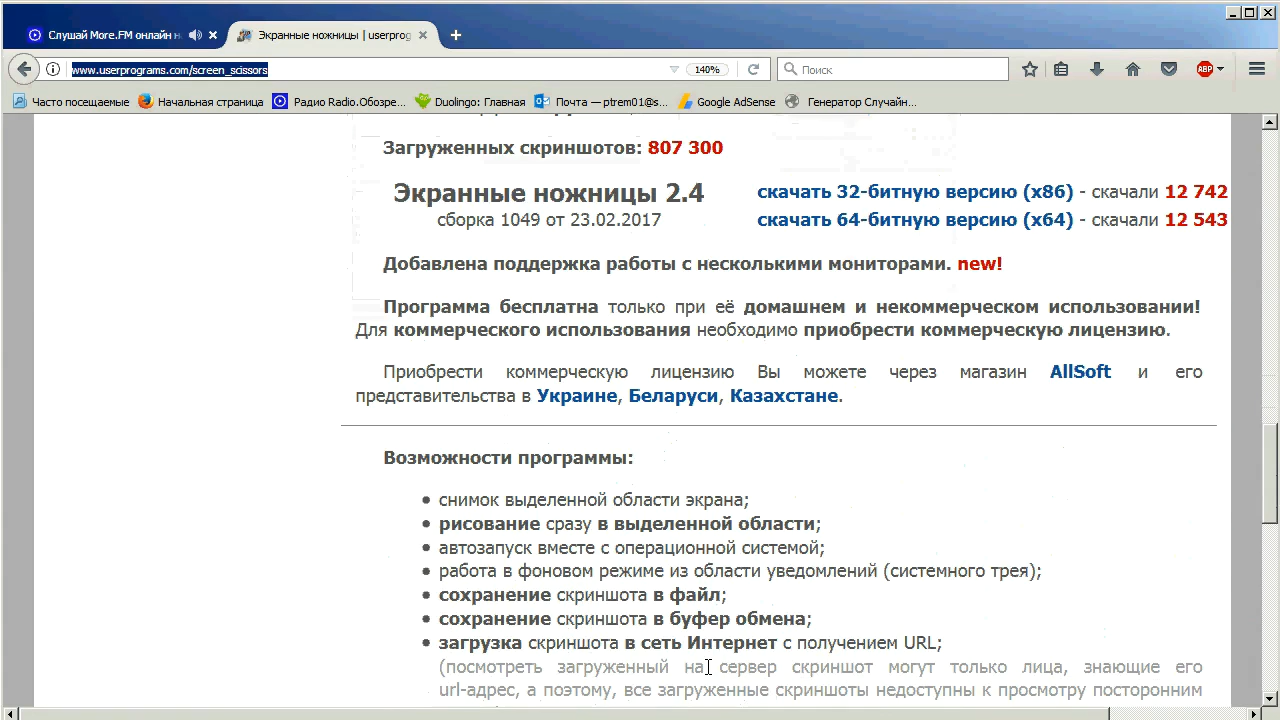 Слушай More.FM онлайн н
Экранные ножницы | userprog
www.userprograms.com/screen_scissors
140%
Поиск
ABP
Часто посещаемые
Начальная страница
Радио Radio.Обозре...
Duolingo: Главная
Почта — ptrem01@s...
Google AdSense
Генератор Случайн...
Загруженных скриншотов: 807 300
Экранные ножницы 2.4
сборка 1049 от 23.02.2017
скачать 32-битную версию (x86) - скачали 12 742
скачать 64-битную версию (x64) - скачали 12 543
Добавлена поддержка работы с несколькими мониторами. new!
Программа бесплатна только при её домашнем и некоммерческом использовании!
Для коммерческого использования необходимо приобрести коммерческую лицензию.
Приобрести коммерческую лицензию Вы можете через магазин AllSoft и его
представительства в Украине, Беларуси, Казахстане.
Возможности программы:
снимок выделенной области экрана;
рисование сразу в выделенной области;
автозапуск вместе с операционной системой;
работа в фоновом режиме из области уведомлений (системного трея);
сохранение скриншота в файл;
сохранение скриншота в буфер обмена;
загрузка скриншота в сеть Интернет с получением URL;
(посмотреть загруженный на сервер скриншот могут только лица, знающие его
url-адрес, а поэтому, все загруженные скриншоты недоступны к просмотру посторонним